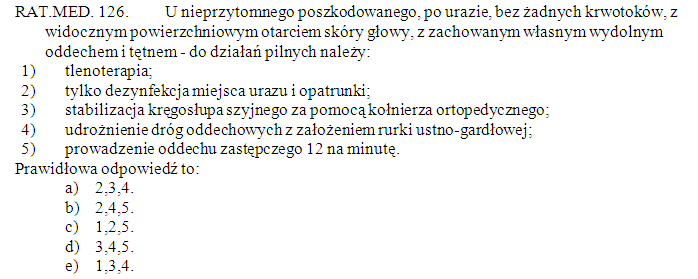 RAT.MED. 126. U nieprzytomnego poszkodowanego, po urazie, bez żadnych krwotoków, z
widocznym powierzchniowym otarciem skóry głowy, z zachowanym własnym wydolnym
oddechem i tętnem - do działań pilnych należy:
1) tlenoterapia;
2) tylko dezynfekcja miejsca urazu i opatrunki;
3) stabilizacja kręgosłupa szyjnego za pomocą kołnierza ortopedycznego;
4) udrożnienie dróg oddechowych z założeniem rurki ustno-gardłowej;
5) prowadzenie oddechu zastępczego 12 na minutę.
Prawidłowa odpowiedź to:
a) 2,3,4.
b) 2,4,5.
c) 1,2,5.
d) 3,4,5.
e) 1,3,4.